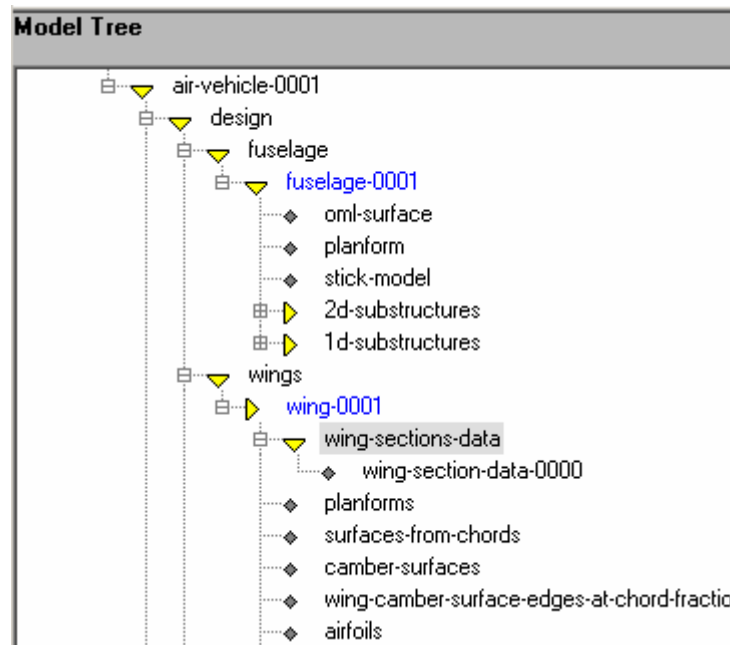 Model Tree
air-vehicle-0001
design
fuselage
fuselage-0001
oml-surface
planform
stick-model
2d-substructures
1d-substructures
wings
wing-0001
wing-sections-data
wing-section-data-0000
planforms
surfaces-from-chords
camber-surfaces
wing-camber-surface-edges-at-chord-fractio
airfoils